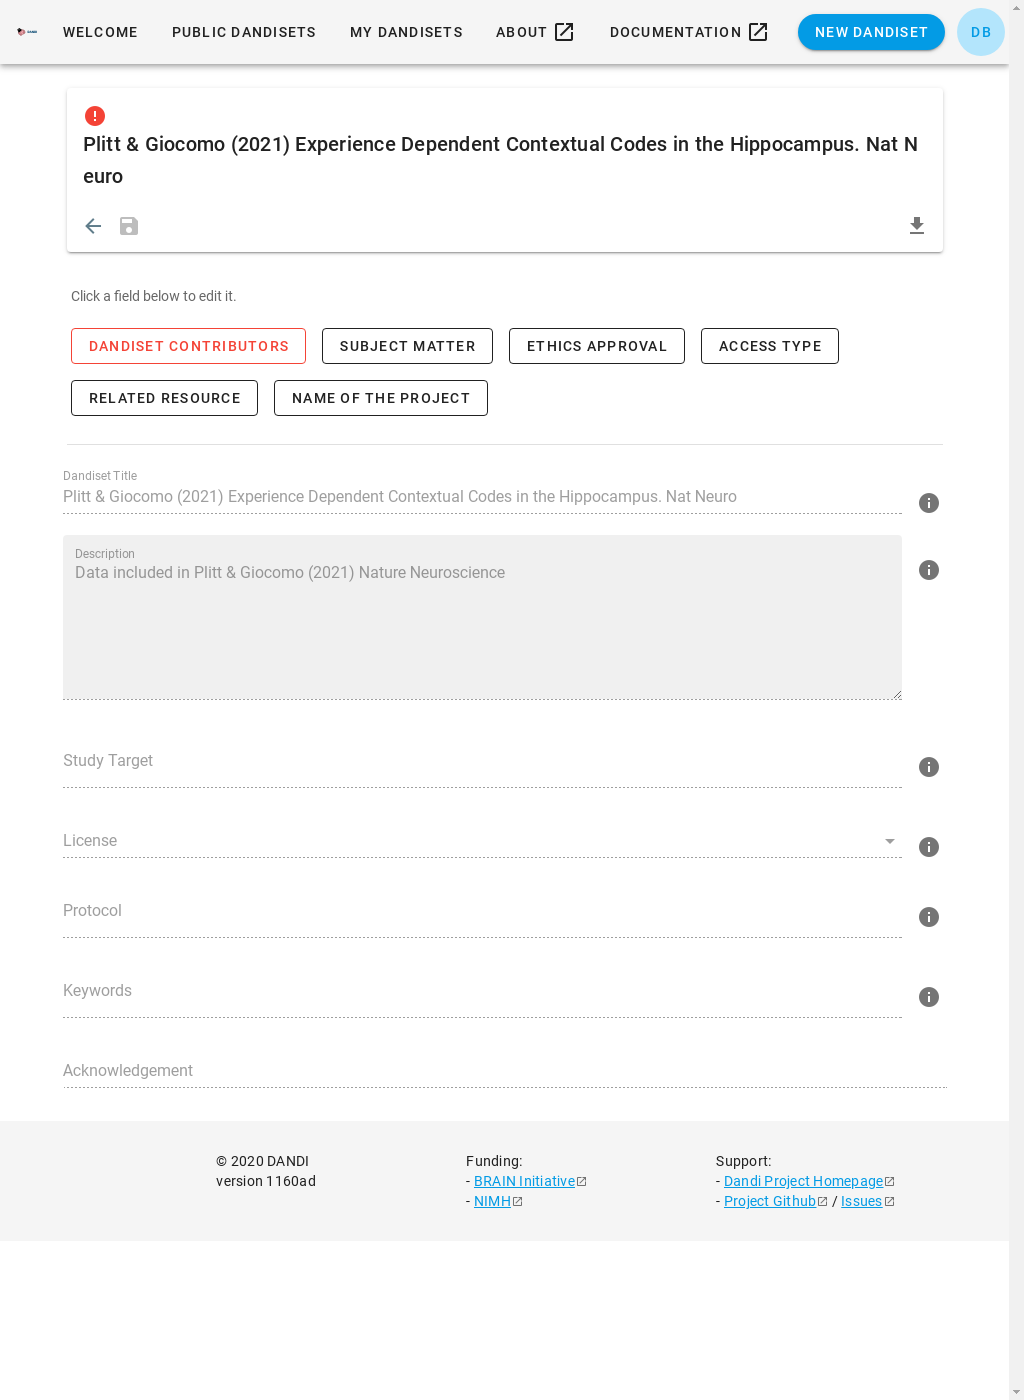 WELCOME PUBLIC DANDISETS MY DANDISETS ABOUT DOCUMENTATION NEW DANDISET DB
Plitt & Giocomo (2021) Experience Dependent Contextual Codes in the Hippocampus. Nat N
euro
Click a field below to edit it.
DANDISET CONTRIBUTORS SUBJECT MATTER ETHICS APPROVAL ACCESS TYPE
RELATED RESOURCE NAME OF THE PROJECT
Dandiset Title
Plitt & Giocomo (2021) Experience Dependent Contextual Codes in the Hippocampus. Nat Neuro
Description
Data included in Plitt & Giocomo (2021) Nature Neuroscience
Study Target
License
Protocol
Keywords
Acknowledgement
© 2020 DANDI
version 1160ad
Funding:
- BRAIN Initiative
- NIMH
Support:
- Dandi Project Homepage
- Project Github / Issues